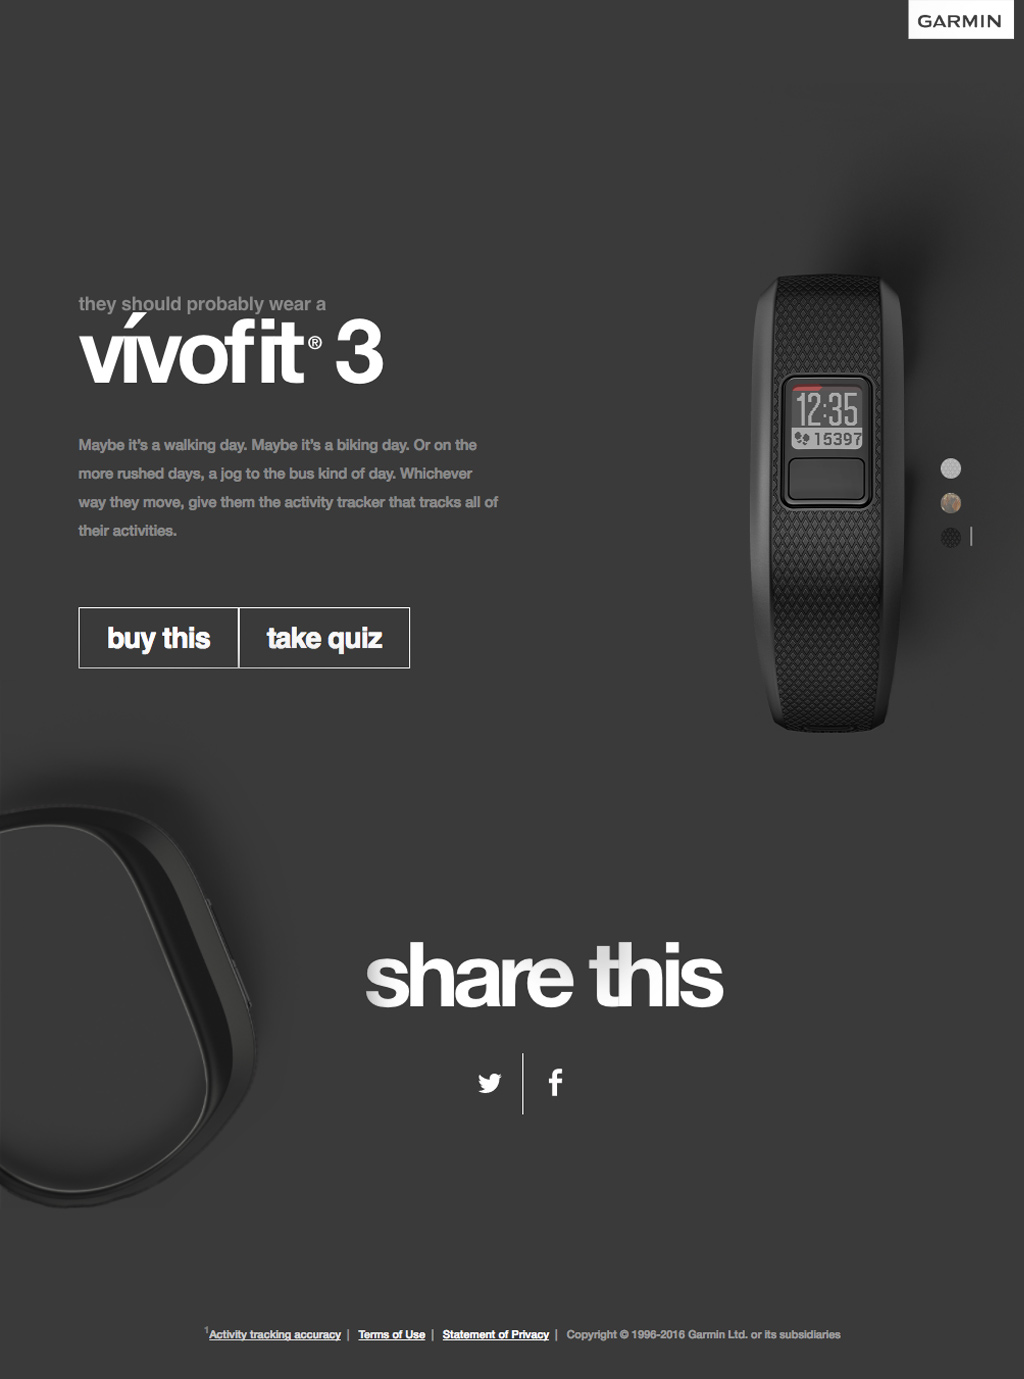 GARMIN
they should probably wear a
vívofit® 3
Maybe it's a walking day. Maybe it's a biking day. Or on the
more rushed days, a jog to the bus kind of day. Whichever
way they move, give them the activity tracker that tracks all of
their activities.
12:35
15397
buy this
take quiz
share this
1Activity tracking accuracy | Terms of Use | Statement of Privacy | Copyright © 1996-2016 Garmin Ltd. or its subsidiaries